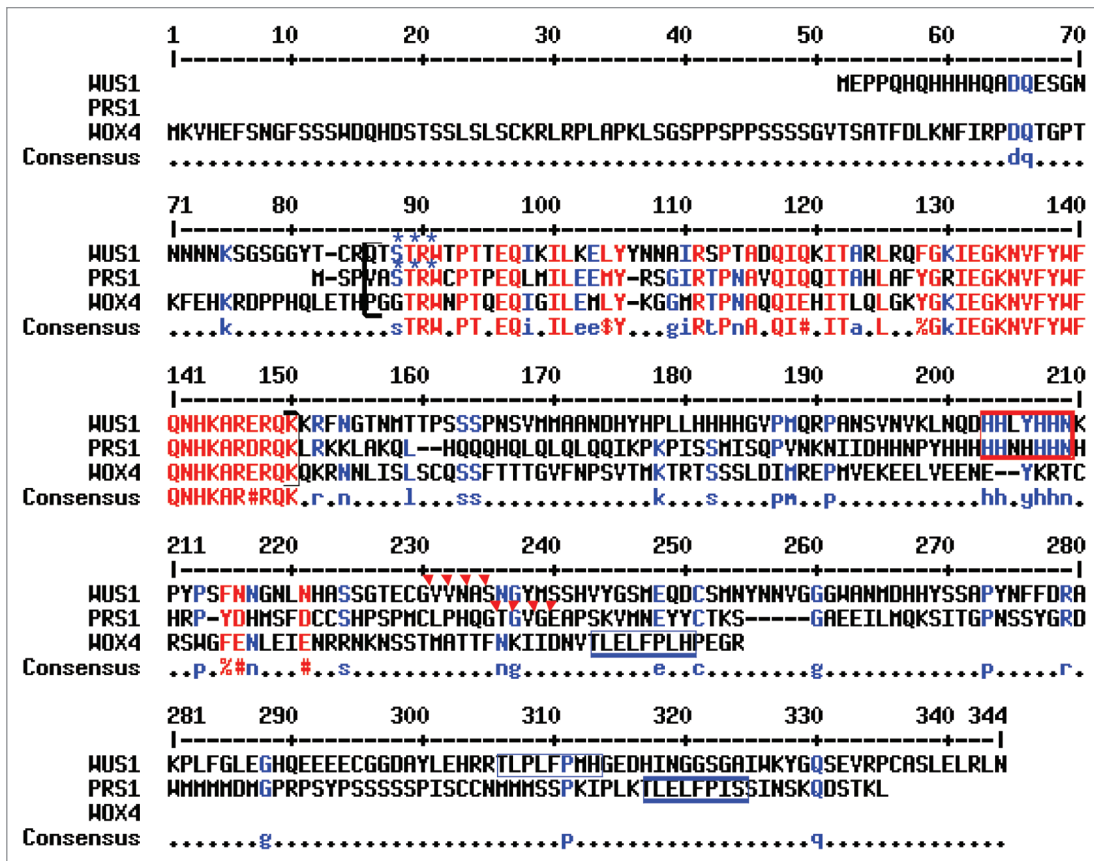 1 10 20 30 40 50 60 70
|--------+---------+---------+---------+---------+---------+---------|
WUS1 MEPPQHQHHHHQADQESGN
PRS1
WOX4 MKVHEFSNGFSSSWDQHDSTSSLSLSCKRLRPLAPKLSGSPPSPPSSSSGVTSATFDLKNFIRPDQTGPT
Consensus ................................................................dq....
71 80 90 100 110 120 130 140
|--------+---------+---------+---------+---------+---------+---------|
***
WUS1 NNNNKSGSGGYT-CRQTSTRWTPTTEQIKILKELYYNNAIRSPTADQIQKITARLRQFGKIEGKNVFYWF
***
PRS1 M-SPVASTRWCPTPEQLMILEEMY-RSGIRTPNAVQIQQITAHLAFYGRIEGKNVFYWF
WOX4 KFEHKRDPPHQLETHPGGTRWNPTQEQIGILEMLY-KGGMRTPNAQQIEHITLQLGKYGKIEGKNVFYWF
Consensus ....k............sTRW.PT.EQi.ILee$Y...giRtPnA.QI#.ITa.L..%GkIEGKNVFYWF
141 150 160 170 180 190 200 210
|--------+---------+---------+---------+---------+---------+---------|
WUS1 QNHKARERQKKRFNGTNMTTPSSSPNSVMMAANDHYHPLLHHHHGVPMQRPANSVNVKLNQDHHLYHHNK
PRS1 QNHKARDRQKLRKKLAKQL--HQQQHQLQLQLQQIKPKPISSMISQPVNKNIIDHHNPYHHHHHNHHHNH
WOX4 QNHKARERQKQKRNNLISLSCQSSFTTTGVFNPSVTMKTRTSSSLDIMREPMVEKEELVEENE--YKRTC
Consensus QNHKAR#RQK.r.n....l...ss.............k...s....pm..p...........hh.yhhn.
211 220 230 240 250 260 270 280
|--------+---------+---------+---------+---------+---------+---------|
WUS1 PYPSFNNGNLNHASSGTECGVVNASNGYMSSHVYGSMEQDCSMNYNNVGGGWANMDHHYSSAPYNFFDRA
PRS1 HRP-YDHMSFDCCSHPSPMCLPHQGTGVGEAPSKVMNEYYCTKS-----GAEEILMQKSITGPNSSYGRD
WOX4 RSWGFENLEIENRRNKNSSTMATTFNKIIDNVTLELFPLHPEGR
Consensus ..p.%#n...#..s...........ng..........e..c........g............p.....r.
281 290 300 310 320 330 340 344
|--------+---------+---------+---------+---------+---------+---|
WUS1 KPLFGLEGHQEEEECGGDAYLEHRRTLPLFPMHGEDHINGGSGAIWKYGQSEVRPCASLELRLN
PRS1 WMMMMDMGPRPSYPSSSSSPISCCNMMMSSPKIPLKTLELFPISSINSKQDSTKL
WOX4
Consensus .......g......................p..................q..............